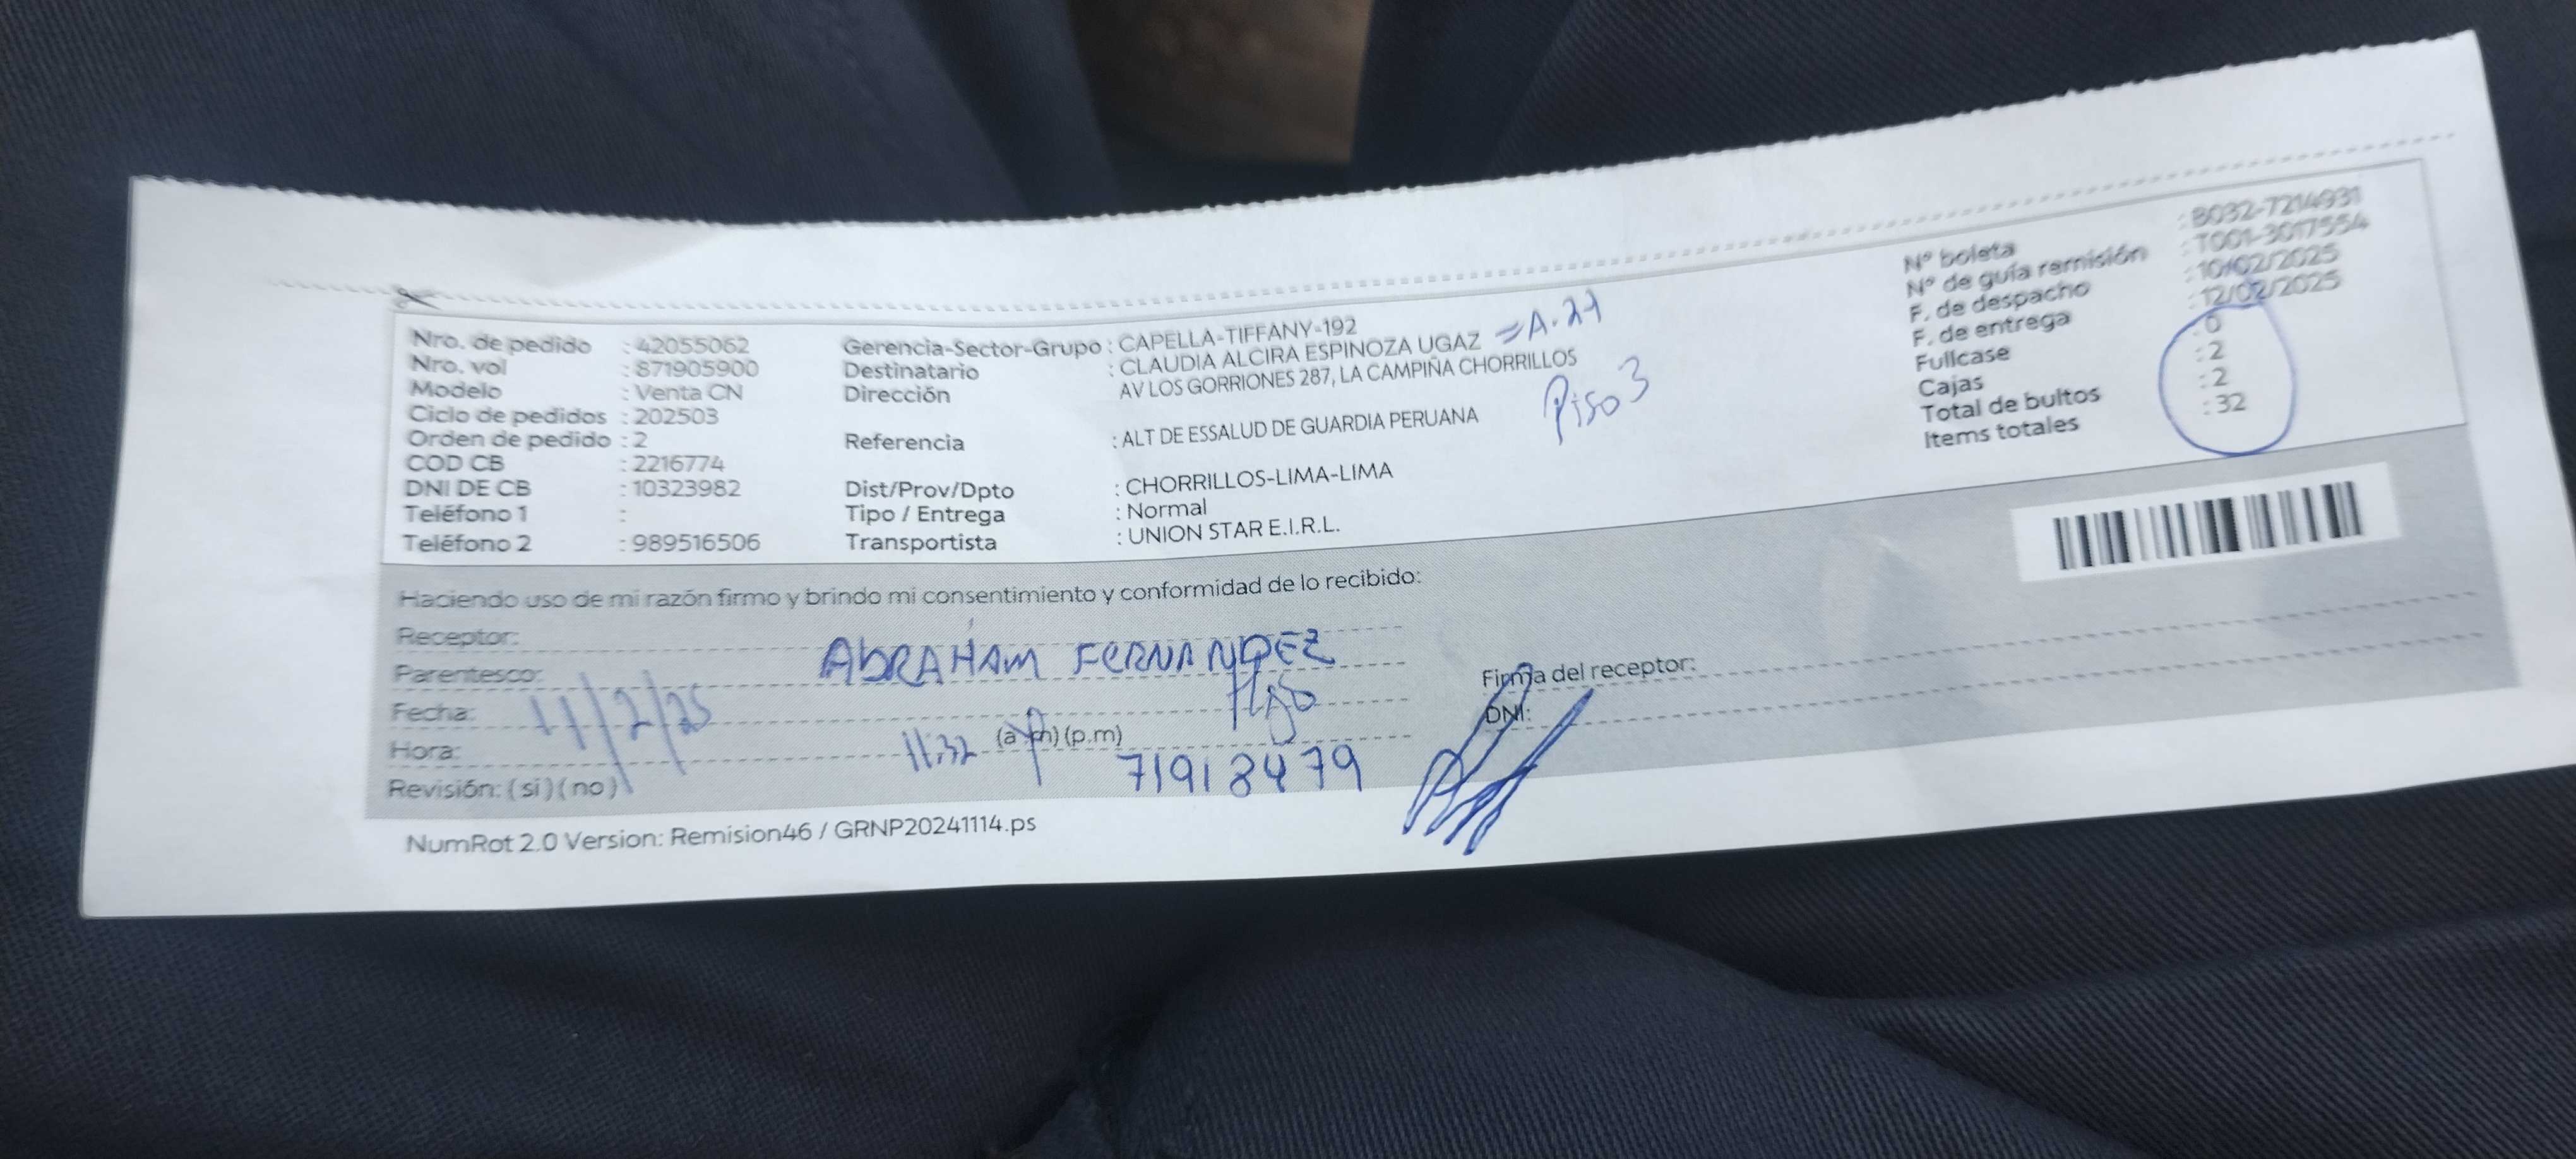 Nro. de pedido : 42055062
Nro. vol : 871905900
Modelo : Venta CN
Ciclo de pedidos : 202503
Orden de pedido : 2
COD CB : 2216774
DNI DE CB : 10323982
Teléfono 1 :
Teléfono 2 : 989516506
Gerencia-Sector-Grupo : CAPELLA-TIFFANY-192
Destinatario : CLAUDIA ALCIRA ESPINOZA UGAZ
Dirección AV LOS GORRIONES 287, LA CAMPIÑA CHORRILLOS
Piso 3
Referencia : ALT DE ESSALUD DE GUARDIA PERUANA
Dist/Prov/Dpto : CHORRILLOS-LIMA-LIMA
Tipo / Entrega : Normal
Transportista : UNION STAR E.I.R.L.
Nº boleta : B032-7214931
Nº de guía remisión : T001-3017554
F. de despacho : 10/02/2025
F. de entrega : 12/02/2025
Fullcase : 0
Cajas : 2
Total de bultos : 2
Items totales : 32
Haciendo uso de mi razón firmo y brindo mi consentimiento y conformidad de lo recibido:
Receptor: ABRAHAM FERNANDEZ
Parentesco: Hijo
Fecha: 11/2/25
Hora: 11:32 (a.m) (p.m)
Revisión: (si) (no)
71918479
Firma del receptor:
DNI:
NumRot 2.0 Version: Remision46 / GRNP20241114.ps